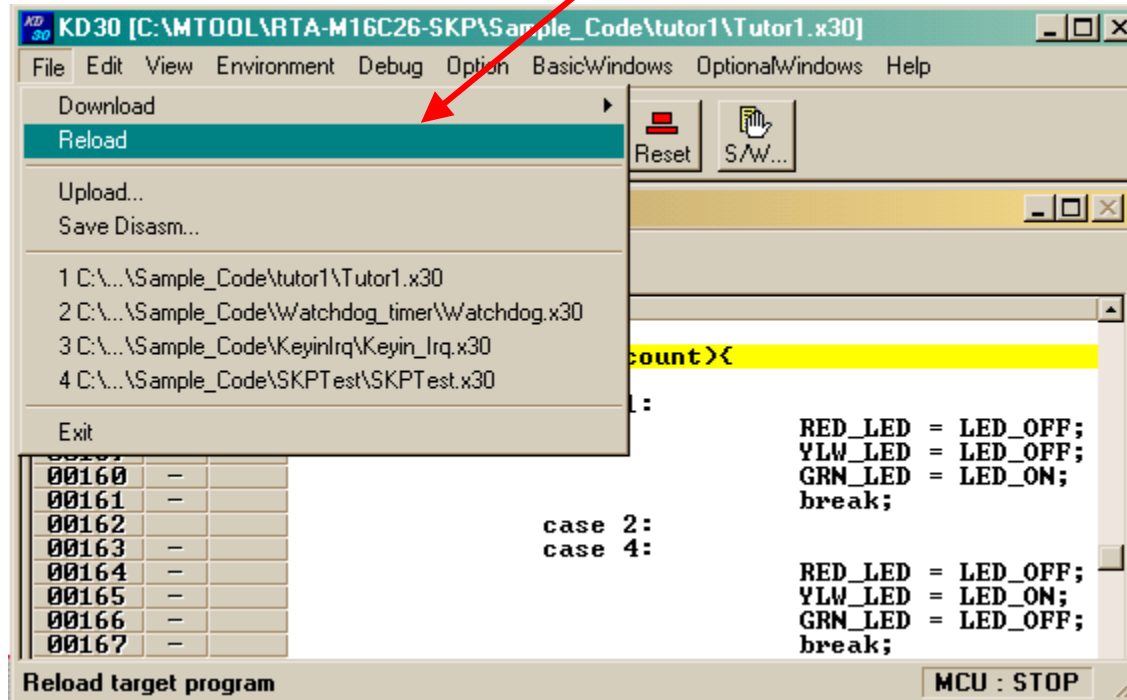 KD30 [C:\MTOOL\RTA-M16C26-SKP\Sample_Code\tutor1\Tutor1.x30]
File Edit View Environment Debug Option BasicWindows OptionalWindows Help
Download
Reload
Reset S/W...
Upload...
Save Disasm...
1 C:\...\Sample_Code\tutor1\Tutor1.x30
2 C:\...\Sample_Code\Watchdog_timer\Watchdog.x30
3 C:\...\Sample_Code\KeyinIrq\Keyin_Irq.x30
count){
4 C:\...\Sample_Code\SKPTest\SKPTest.x30
Exit
RED_LED = LED_OFF;
YLW_LED = LED_OFF;
00160 - GRN_LED = LED_ON;
00161 - break;
00162 case 2:
00163 - case 4:
00164 - RED_LED = LED_OFF;
00165 - YLW_LED = LED_ON;
00166 - GRN_LED = LED_OFF;
00167 - break;
Reload target program MCU : STOP